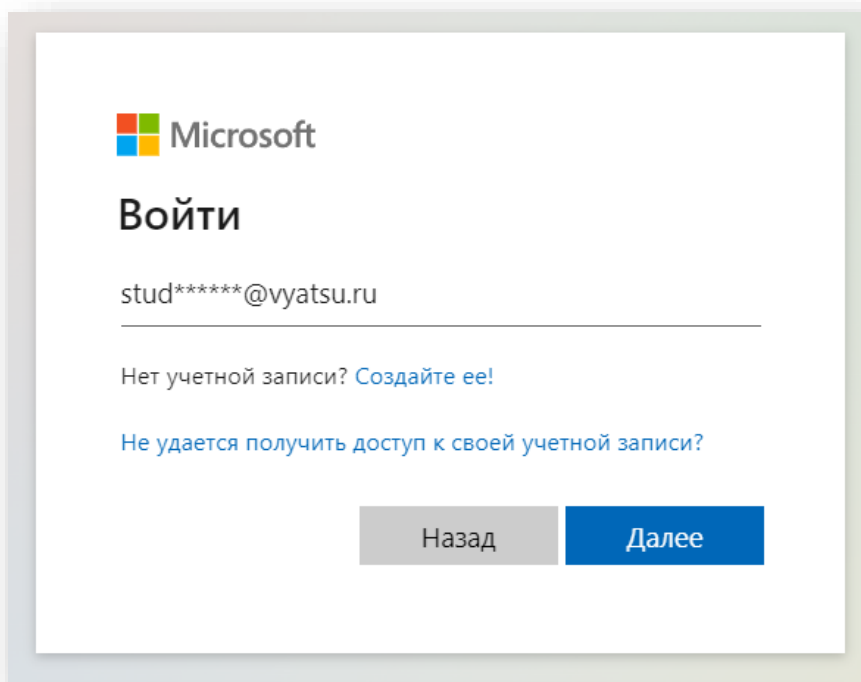 Microsoft
Войти
stud******@vyatsu.ru
Нет учетной записи? Создайте ее!
Не удается получить доступ к своей учетной записи?
Назад Далее